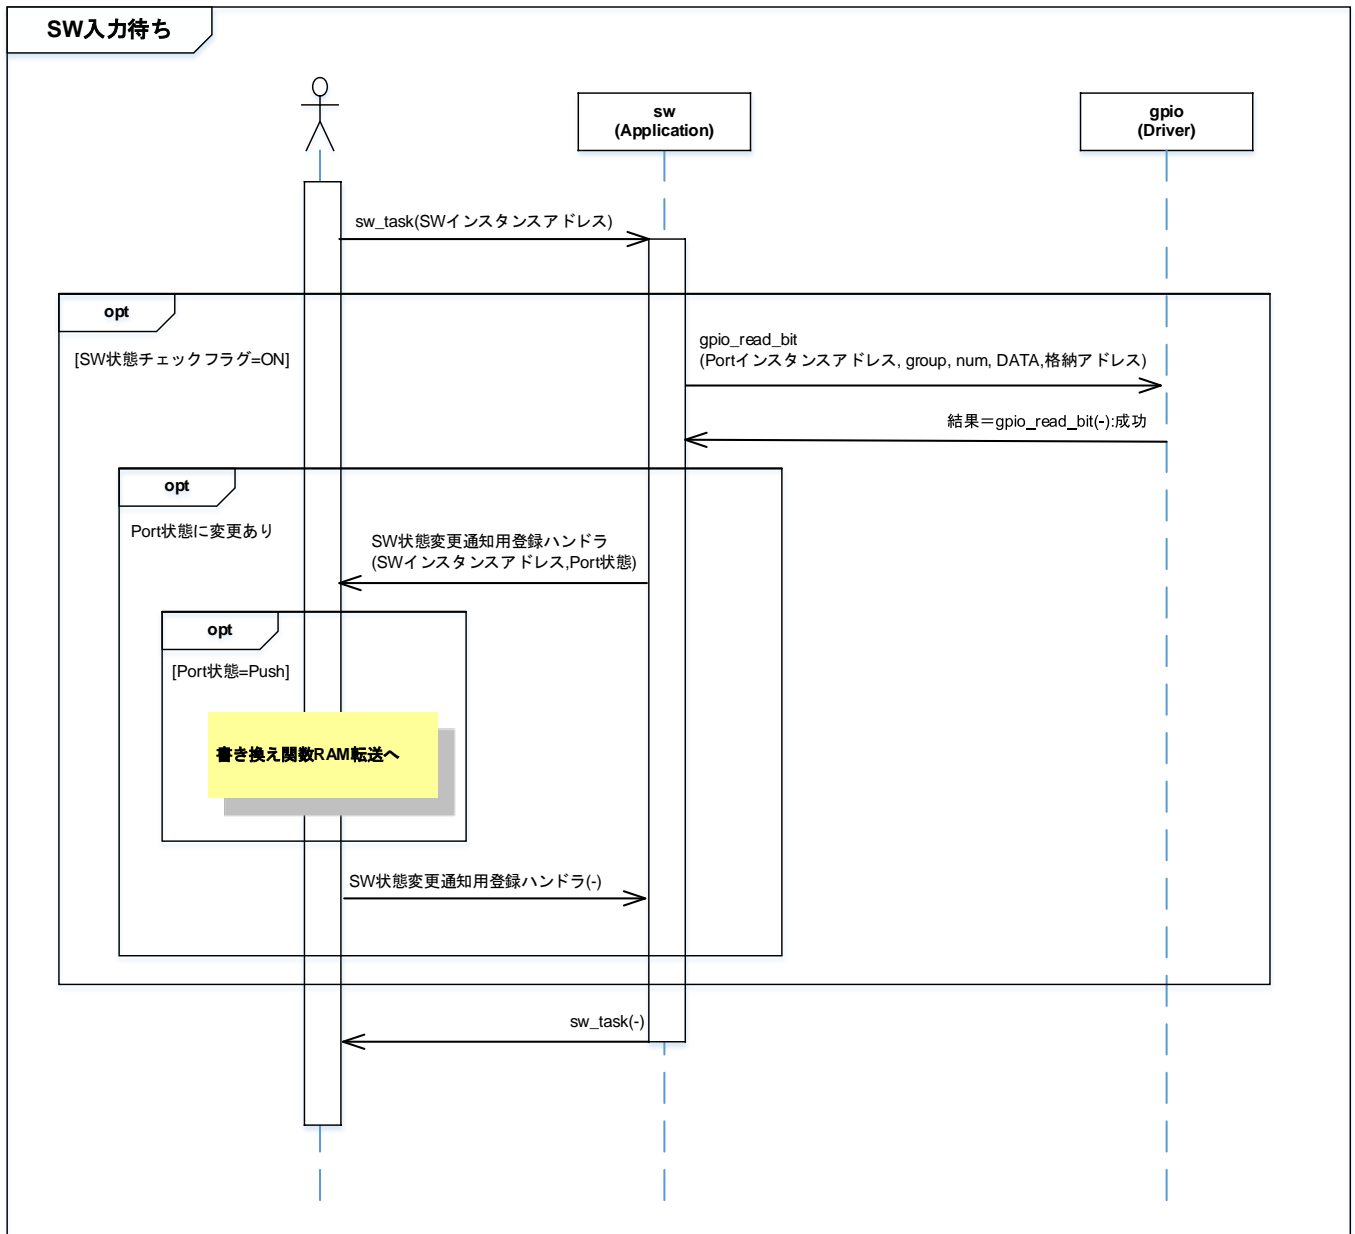 SW入力待ち
sw
(Application)
gpio
(Driver)
sw_task(SWインスタンスアドレス)
opt
[SW状態チェックフラグ=ON]
gpio_read_bit
(Portインスタンスアドレス, group, num, DATA,格納アドレス)
結果＝gpio_read_bit(-):成功
opt
Port状態に変更あり
SW状態変更通知用登録ハンドラ
(SWインスタンスアドレス,Port状態)
opt
[Port状態=Push]
書き換え関数RAM転送へ
SW状態変更通知用登録ハンドラ(-)
sw_task(-)